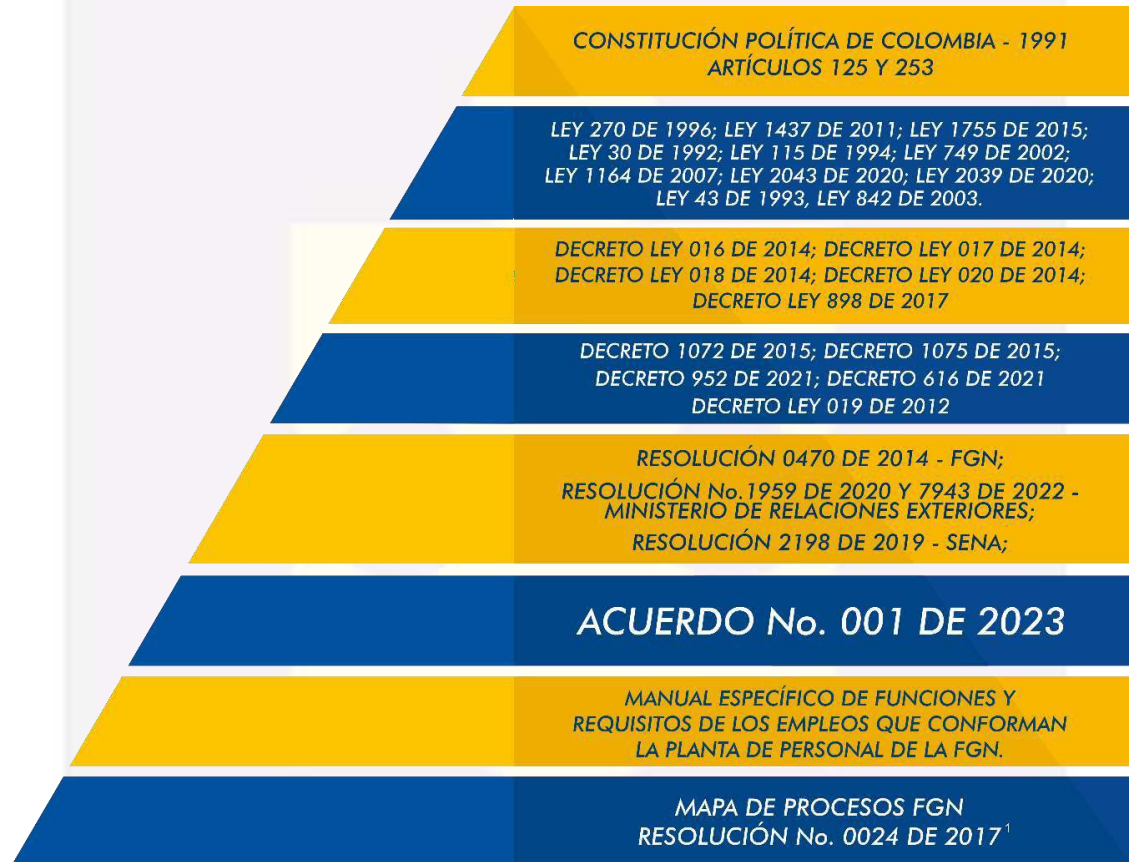 CONSTITUCIÓN POLÍTICA DE COLOMBIA - 1991
ARTÍCULOS 125 Y 253
LEY 270 DE 1996; LEY 1437 DE 2011; LEY 1755 DE 2015;
LEY 30 DE 1992; LEY 115 DE 1994; LEY 749 DE 2002;
LEY 1164 DE 2007; LEY 2043 DE 2020; LEY 2039 DE 2020;
LEY 43 DE 1993, LEY 842 DE 2003.
DECRETO LEY 016 DE 2014; DECRETO LEY 017 DE 2014;
DECRETO LEY 018 DE 2014; DECRETO LEY 020 DE 2014;
DECRETO LEY 898 DE 2017
DECRETO 1072 DE 2015; DECRETO 1075 DE 2015;
DECRETO 952 DE 2021; DECRETO 616 DE 2021
DECRETO LEY 019 DE 2012
RESOLUCIÓN 0470 DE 2014 - FGN;
RESOLUCIÓN No.1959 DE 2020 Y 7943 DE 2022 -
MINISTERIO DE RELACIONES EXTERIORES;
RESOLUCIÓN 2198 DE 2019 - SENA;
ACUERDO No. 001 DE 2023
MANUAL ESPECÍFICO DE FUNCIONES Y
REQUISITOS DE LOS EMPLEOS QUE CONFORMAN
LA PLANTA DE PERSONAL DE LA FGN.
MAPA DE PROCESOS FGN
RESOLUCIÓN No. 0024 DE 2017¹